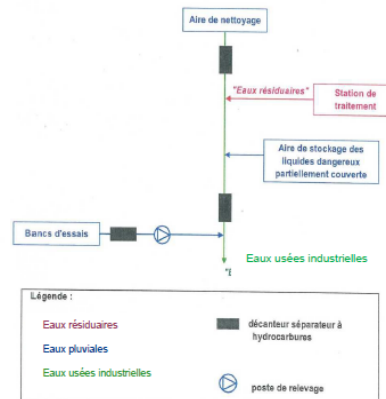 Aire de nettoyage
"Eaux résiduaires"
Station de
traitement
Aire de stockage des
liquides dangereux
partiellement couverte
Bancs d'essais
Eaux usées industrielles
Légende :
Eaux résiduaires
décanteur séparateur à
hydrocarbures
Eaux pluviales
Eaux usées industrielles
poste de relevage